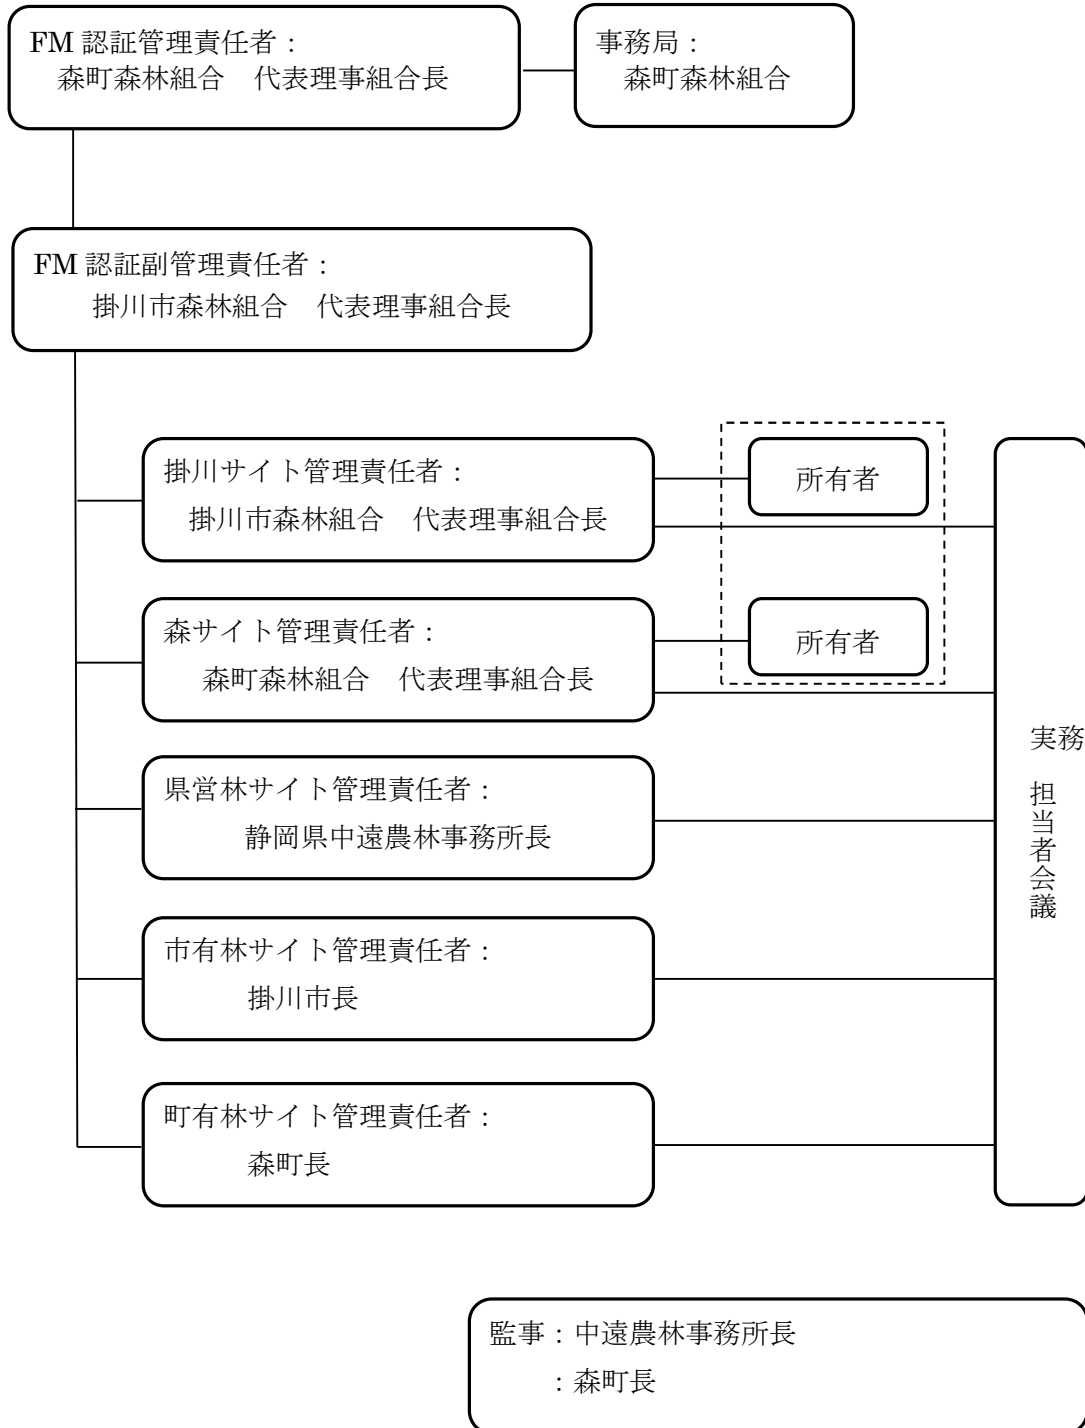 FM 認証管理責任者：
森町森林組合　代表理事組合長
事務局：
森町森林組合
FM 認証副管理責任者：
掛川市森林組合　代表理事組合長
掛川サイト管理責任者：
掛川市森林組合　代表理事組合長
所有者
森サイト管理責任者：
森町森林組合　代表理事組合長
所有者
県営林サイト管理責任者：
静岡県中遠農林事務所長
市有林サイト管理責任者：
掛川市長
町有林サイト管理責任者：
森町長
実務
担当者会議
監事：中遠農林事務所長
：森町長